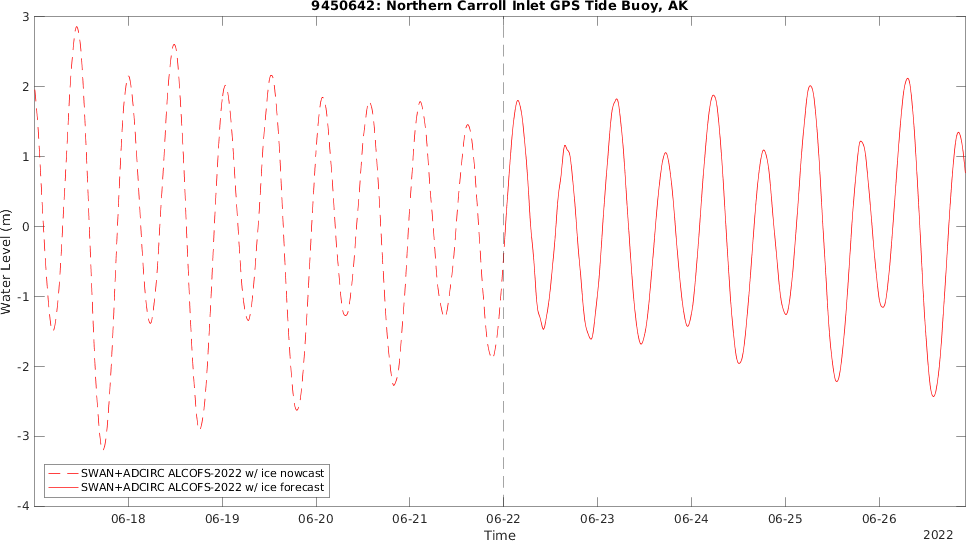 9450642: Northern Carroll Inlet GPS Tide Buoy, AK
3
2
1
0
-1
-2
-3
-4
Water Level (m)
SWAN+ADCIRC ALCOFS-2022 w/ ice nowcast
SWAN+ADCIRC ALCOFS-2022 w/ ice forecast
06-18 06-19 06-20 06-21 06-22 06-23 06-24 06-25 06-26
Time
2022